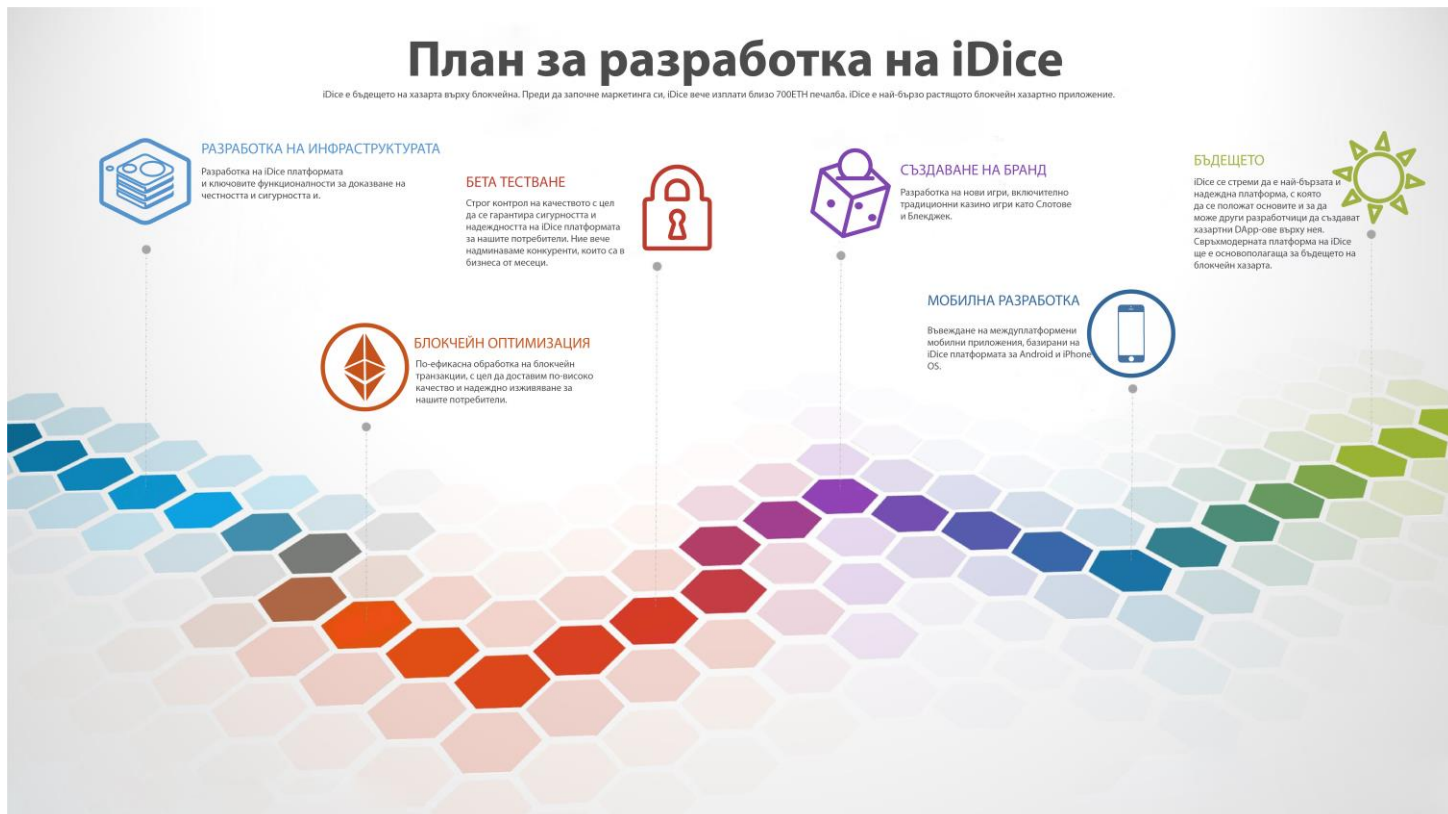 План за разработка на iDice
iDice е бъдещето на хазарта върху блокчейна. Преди да започне маркетинга си, iDice вече изплати близо 700ETH печалба. iDice е най-бързо растящото блокчейн хазартно приложение.
РАЗРАБОТКА НА ИНФРАСТРУКТУРАТА
Разработка на iDice платформата
и ключовите функционалности за доказване на
честността и сигурността и.
БЛОКЧЕЙН ОПТИМИЗАЦИЯ
По-ефикасна обработка на блокчейн
транзакции, с цел да доставим по-високо
качество и надеждно изживяване за
нашите потребители.
БЕТА ТЕСТВАНЕ
Строг контрол на качеството с цел
да се гарантира сигурността и
надеждността на iDice платформата
за нашите потребители. Ние вече
надминаваме конкуренти, които са в
бизнеса от месеци.
СЪЗДАВАНЕ НА БРАНД
Разработка на нови игри, включително
традиционни казино игри като Слотове
и Блекджек.
МОБИЛНА РАЗРАБОТКА
Въвеждане на междуплатформени
мобилни приложения, базирани на
iDice платформата за Android и iPhone
OS.
БЪДЕЩЕТО
iDice се стреми да е най-бързата и
надеждна платформа, с която
да се положат основите и за да
може други разработчици да създават
хазартни DApp-ове върху нея.
Свръхмодерната платформа на iDice
ще е основополагаща за бъдещето на
блокчейн хазарта.